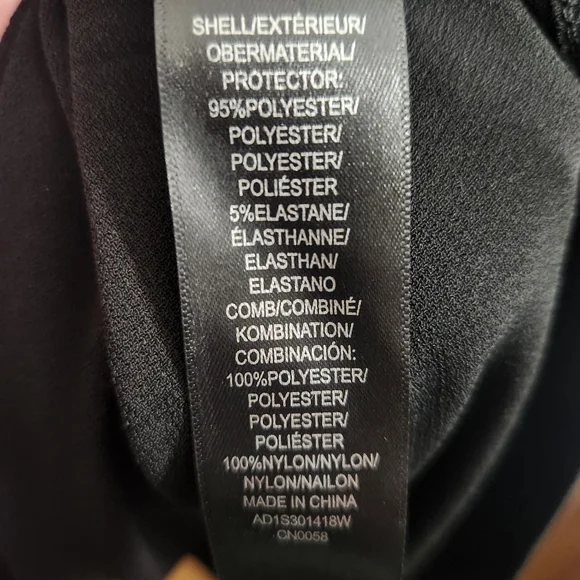 SHELL/EXTÉRIEUR/
OBERMATERIAL/
PROTECTOR:
95%POLYESTER/
POLYESTER/
POLYESTER/
POLIÉSTER
5%ELASTANE/
ÉLASTHANNE/
ELASTHAN/
ELASTANO
COMB/COMBINÉ/
KOMBINATION/
COMBINACIÓN:
100%POLYESTER/
POLYESTER/
POLYESTER/
POLIÉSTER
100%NYLON/NYLON/
NYLON/NAILON
MADE IN CHINA
AD1S301418W
CN0058